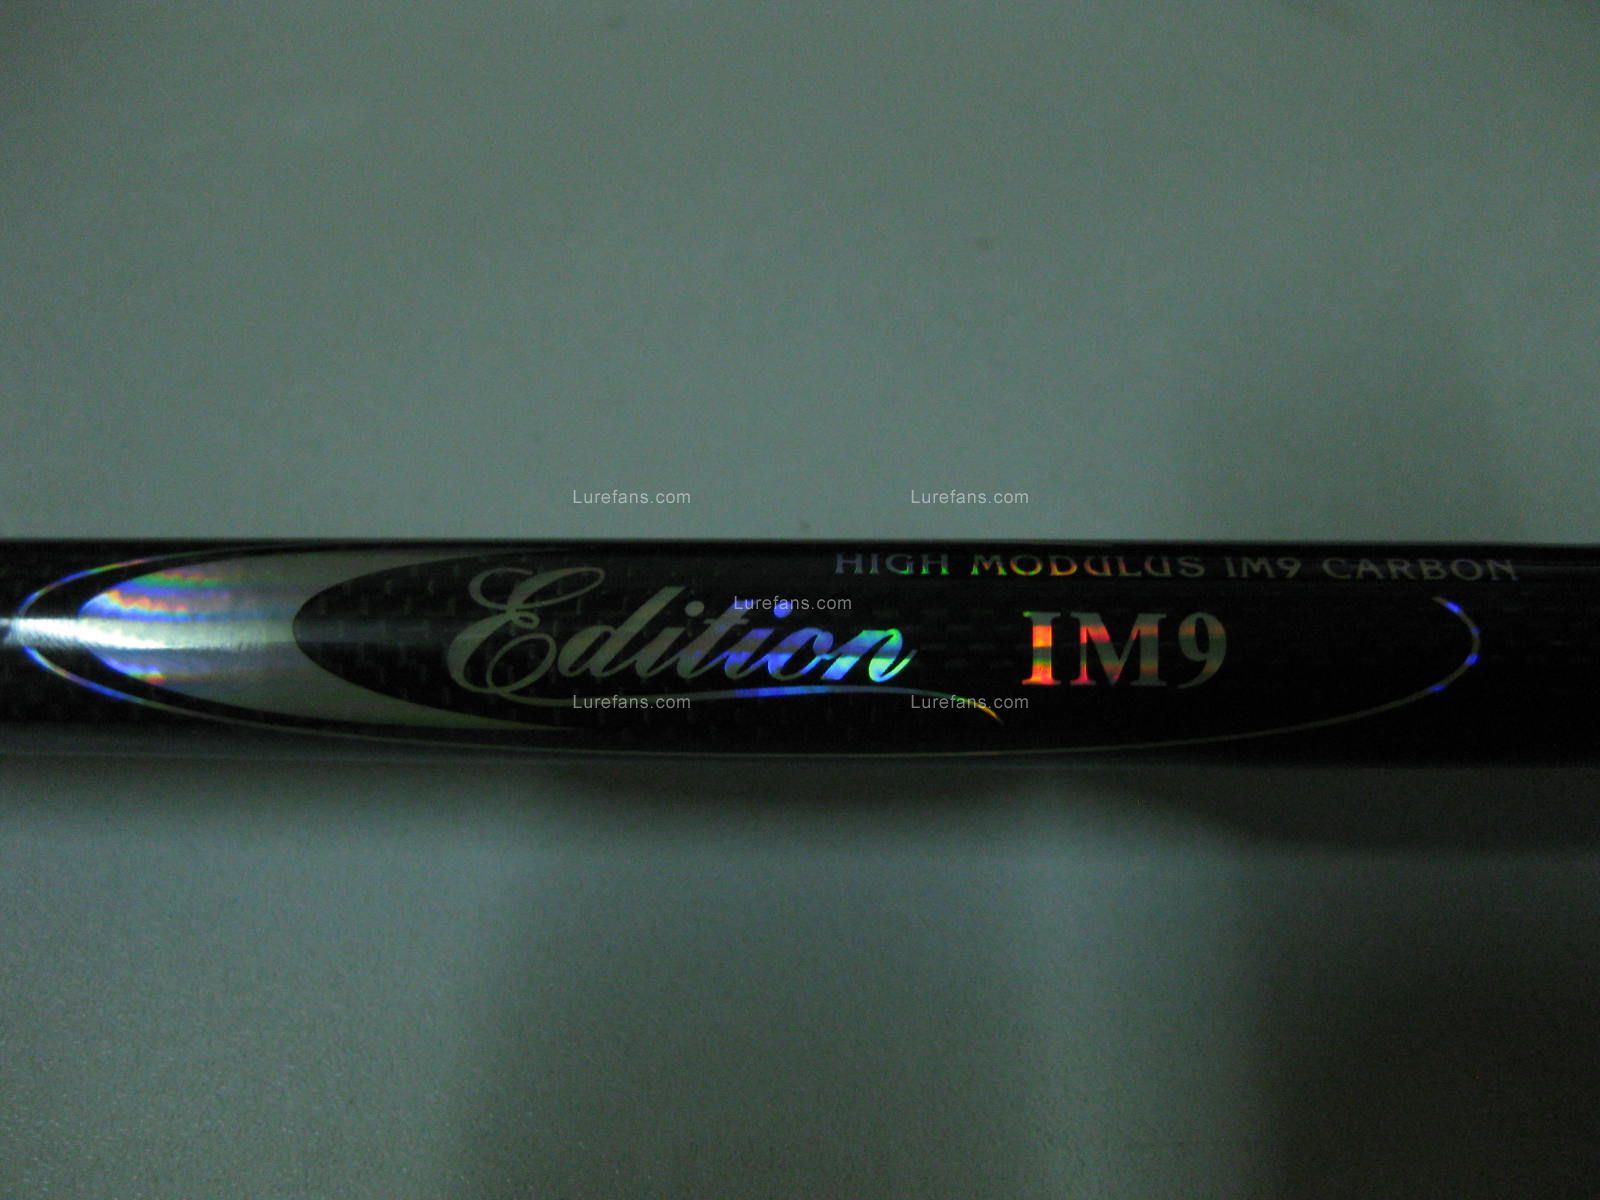 Lurefans.com Lurefans.com
HIGH MODULUS IM9 CARBON
Lurefans.com
Edition IM9
Lurefans.com Lurefans.com